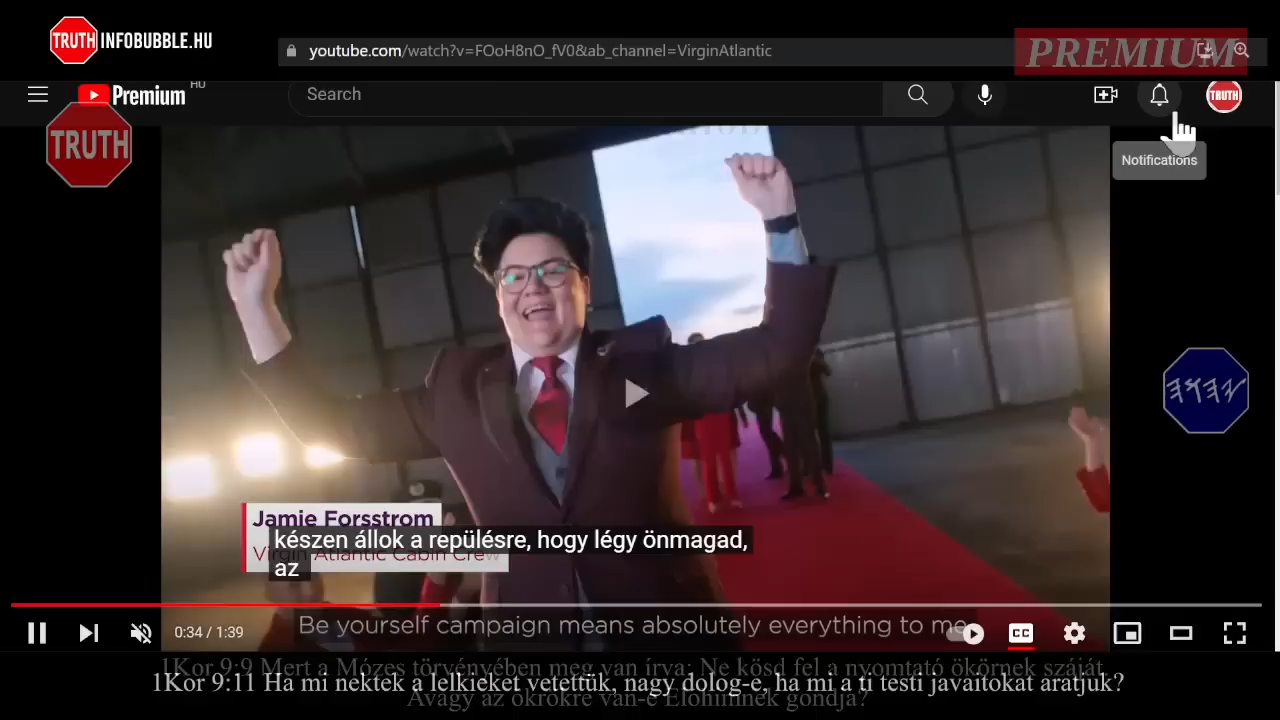 TRUTH INFOBUBBLE.HU
youtube.com/watch?v=FOoH8nO_fV0&ab_channel=VirginAtlantic
PREMIUM
Premium HU
Search
TRUTH
TRUTH
Notifications
𐤉𐤄𐤅𐤄
Jamie Forsstrom
Virgin Atlantic Cabin Crew
készen állok a repülésre, hogy légy önmagad,
az
Be yourself campaign means absolutely everything to me
0:34 / 1:39
CC
1Kor 9:9 Mert a Mózes törvényében meg van írva: Ne kösd fel a nyomtató ökörnek száját.
1Kor 9:11 Ha mi néktek a lelkieket vetettük, nagy dolog-é, ha mi a ti testi javaitokat aratjuk?
Avagy az ökrökre van-é Elohimnek gondja?